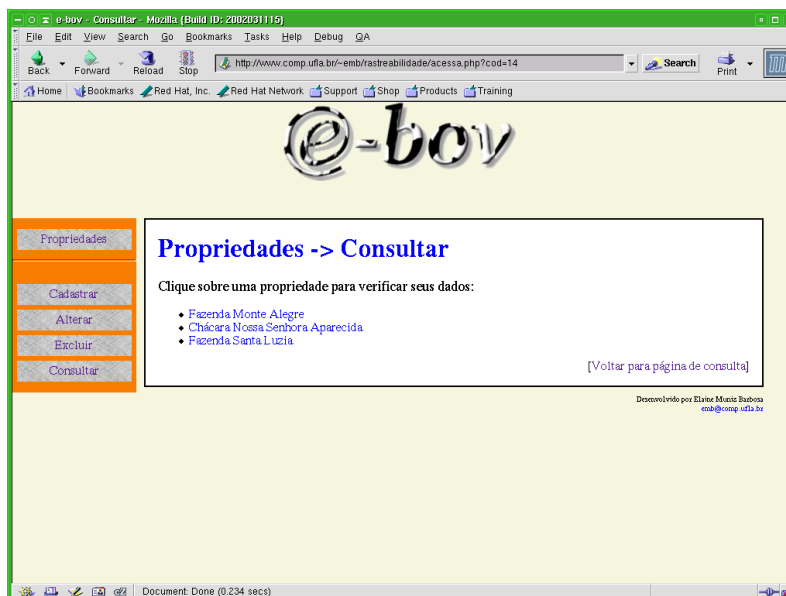 e-bov - Consultar - Mozilla {Build ID: 2002031115}
File Edit View Search Go Bookmarks Tasks Help Debug QA
Back Forward Reload Stop http://www.comp.ufla.br/~emb/rastreabilidade/acessa.php?cod=14 Search Print
Home Bookmarks Red Hat, Inc. Red Hat Network Support Shop Products Training
e-bov
Propriedades
Cadastrar
Alterar
Excluir
Consultar
Propriedades -> Consultar
Clique sobre uma propriedade para verificar seus dados:
Fazenda Monte Alegre
Chácara Nossa Senhora Aparecida
Fazenda Santa Luzia
[Voltar para página de consulta]
Desenvolvido por Elaine Muniz Barbosa
emb@comp.ufla.br
Document: Done (0.234 secs)